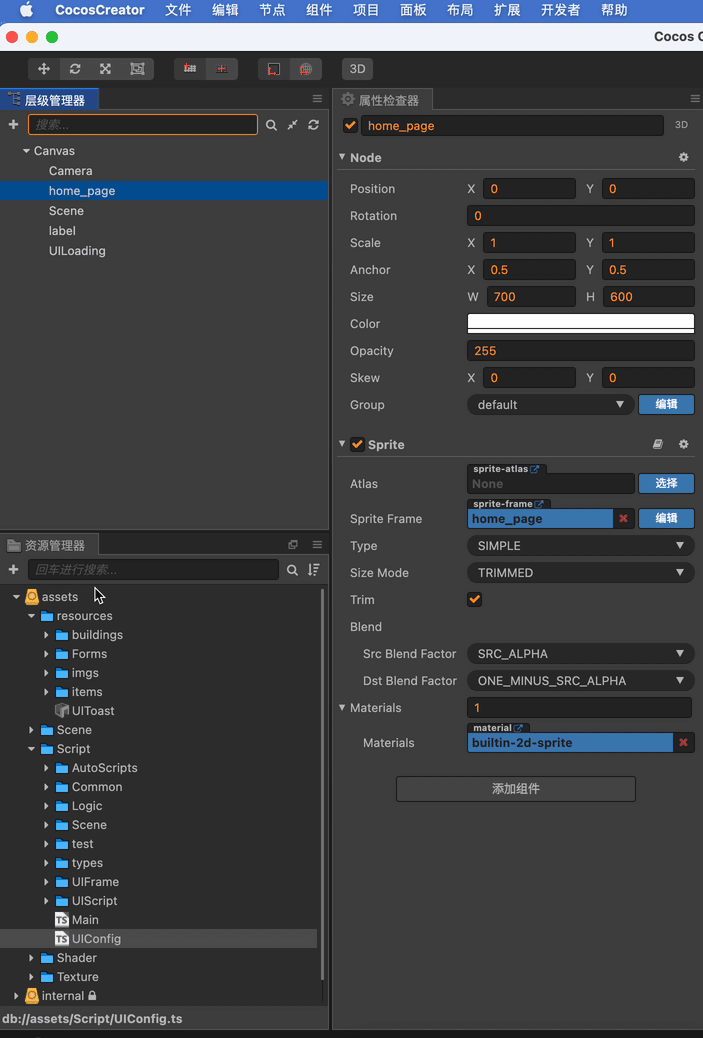 CocosCreator 文件 编辑 节点 组件 项目 面板 布局 扩展 开发者 帮助
Cocos C
3D
层级管理器
搜索...
Canvas
Camera
home_page
Scene
label
UILoading
属性检查器
home_page 3D
Node
Position X 0 Y 0
Rotation 0
Scale X 1 Y 1
Anchor X 0.5 Y 0.5
Size W 700 H 600
Color
Opacity 255
Skew X 0 Y 0
Group default 编辑
Sprite
sprite-atlas
Atlas None 选择
sprite-frame
Sprite Frame home_page 编辑
Type SIMPLE
Size Mode TRIMMED
Trim
Blend
Src Blend Factor SRC_ALPHA
Dst Blend Factor ONE_MINUS_SRC_ALPHA
Materials 1
material
Materials builtin-2d-sprite
添加组件
资源管理器
回车进行搜索...
assets
resources
buildings
Forms
imgs
items
UIToast
Scene
Script
AutoScripts
Common
Logic
Scene
test
types
UIFrame
UIScript
TS Main
TS UIConfig
Shader
Texture
internal
db://assets/Script/UIConfig.ts